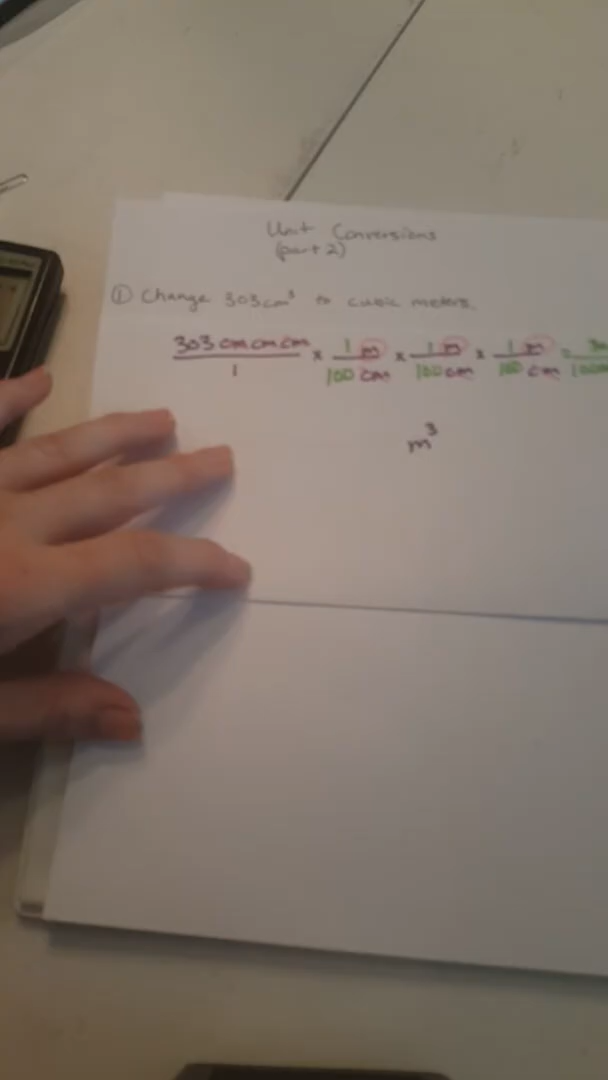 Unit Conversions
(part 2)
① Change 303cm³ to cubic meters.
303 cm cm cm / 1 × 1 m / 100 cm × 1 m / 100 cm × 1 m / 100 cm =
m³